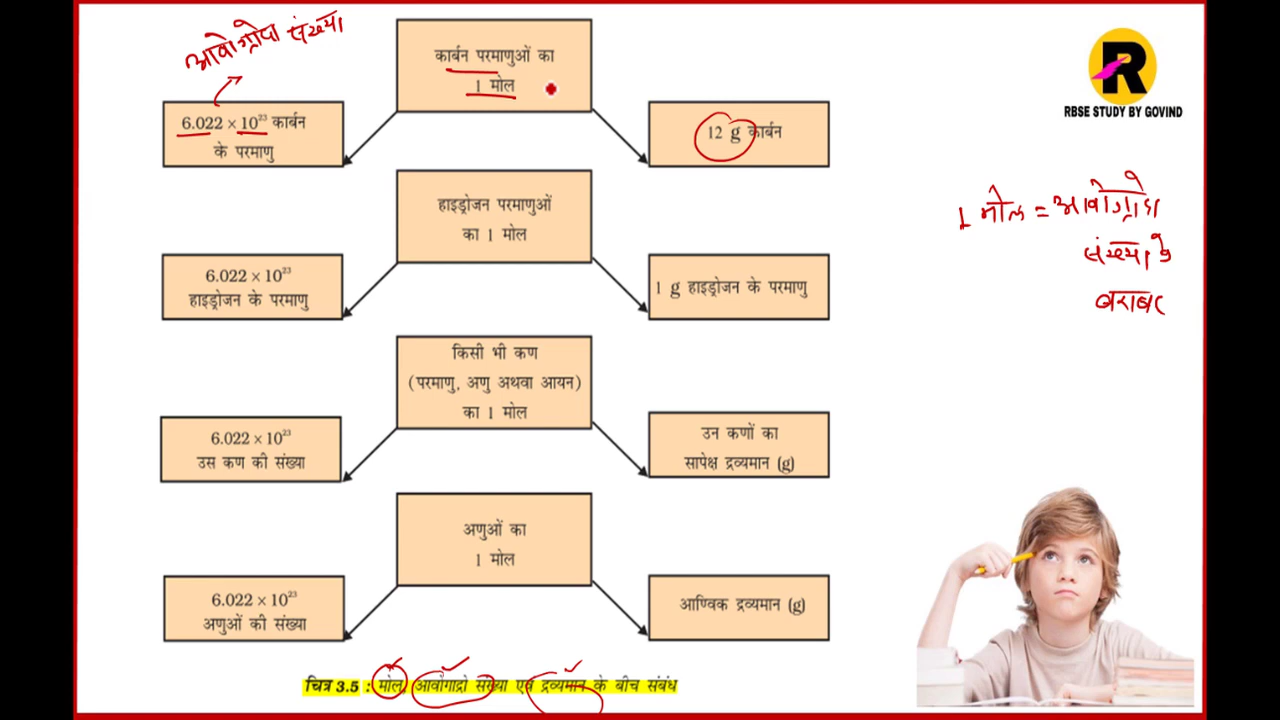 आवोग्रोदा संख्या
कार्बन परमाणुओं का
1 मोल
6.022 × 10²³ कार्बन
के परमाणु
12 g कार्बन
R
RBSE STUDY BY GOVIND
1 मोल = आवोग्रोदा
संख्या के
बराबर
हाइड्रोजन परमाणुओं
का 1 मोल
6.022 × 10²³
हाइड्रोजन के परमाणु
1 g हाइड्रोजन के परमाणु
किसी भी कण
(परमाणु, अणु अथवा आयन)
का 1 मोल
6.022 × 10²³
उस कण की संख्या
उन कणों का
सापेक्ष द्रव्यमान (g)
अणुओं का
1 मोल
6.022 × 10²³
अणुओं की संख्या
आण्विक द्रव्यमान (g)
चित्र 3.5 : मोल, आवोगाद्रो संख्या एवं द्रव्यमान के बीच संबंध